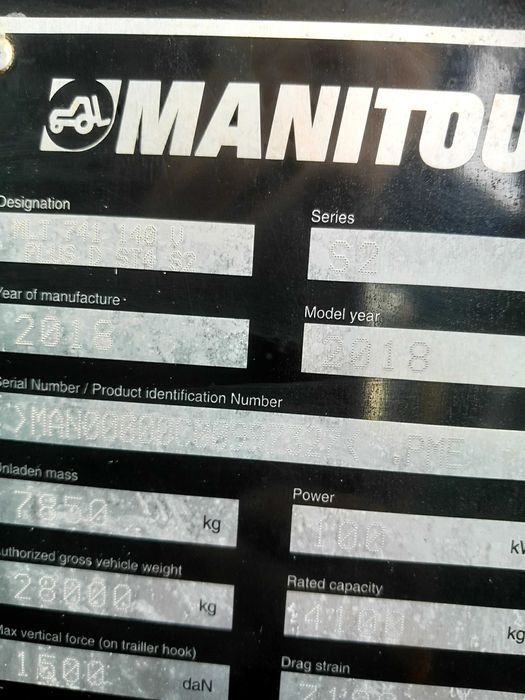 MANITOU
Designation
MLT 741 140 V
PLUS D ST4 S2
Series
S2
Year of manufacture
2018
Model year
2018
Serial Number / Product identification Number
Unladen mass
7850 kg
Power
100
Authorized gross vehicle weight
28000 kg
Rated capacity
4100 kg
Max vertical force (on trailler hook)
1500 daN
Drag strain